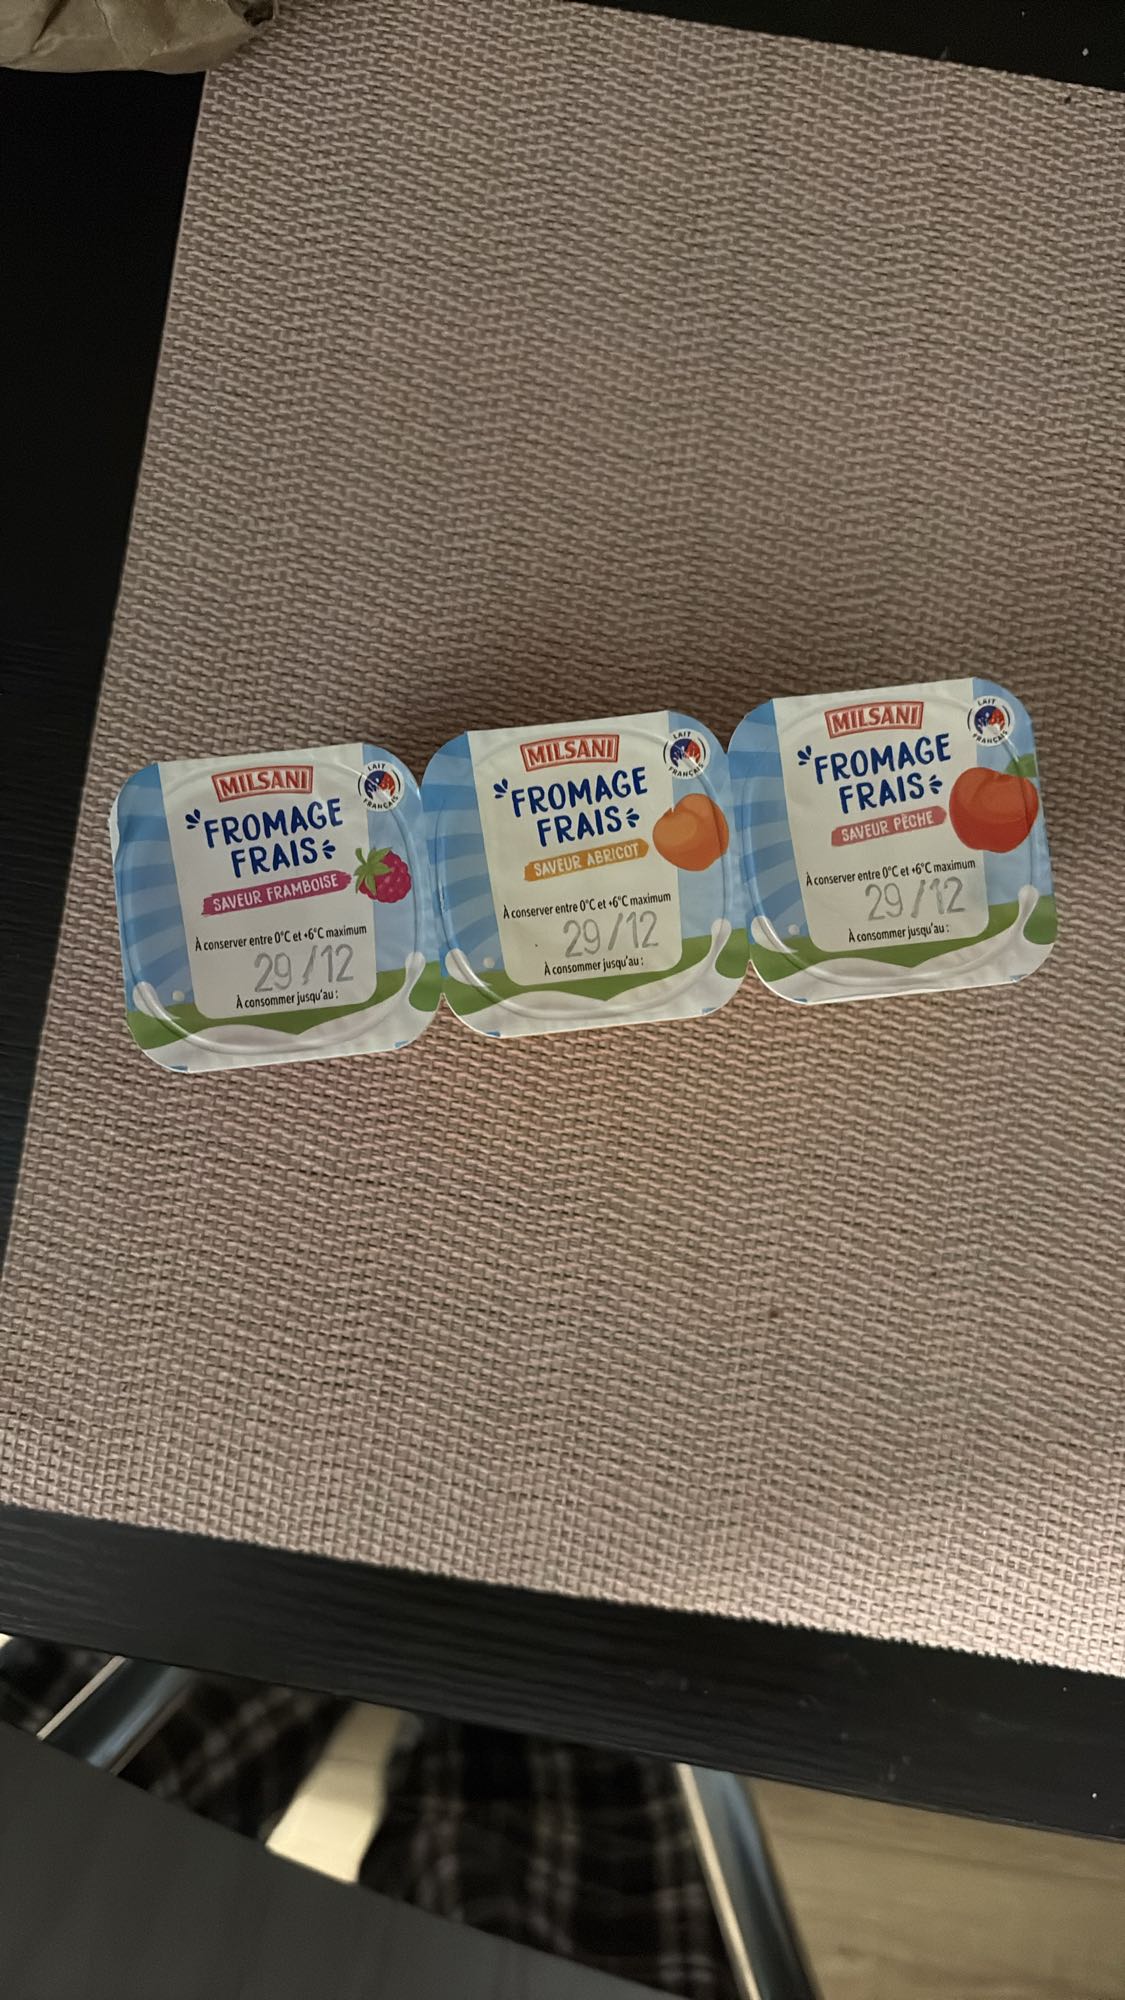 MILSANI
LAIT
FRANÇAIS
FROMAGE
FRAIS
SAVEUR FRAMBOISE
À conserver entre 0°C et +6°C maximum
29/12
À consommer jusqu'au :
MILSANI
LAIT
FRANÇAIS
FROMAGE
FRAIS
SAVEUR ABRICOT
À conserver entre 0°C et +6°C maximum
29/12
À consommer jusqu'au :
MILSANI
LAIT
FRANÇAIS
FROMAGE
FRAIS
SAVEUR PÊCHE
À conserver entre 0°C et +6°C maximum
29/12
À consommer jusqu'au :